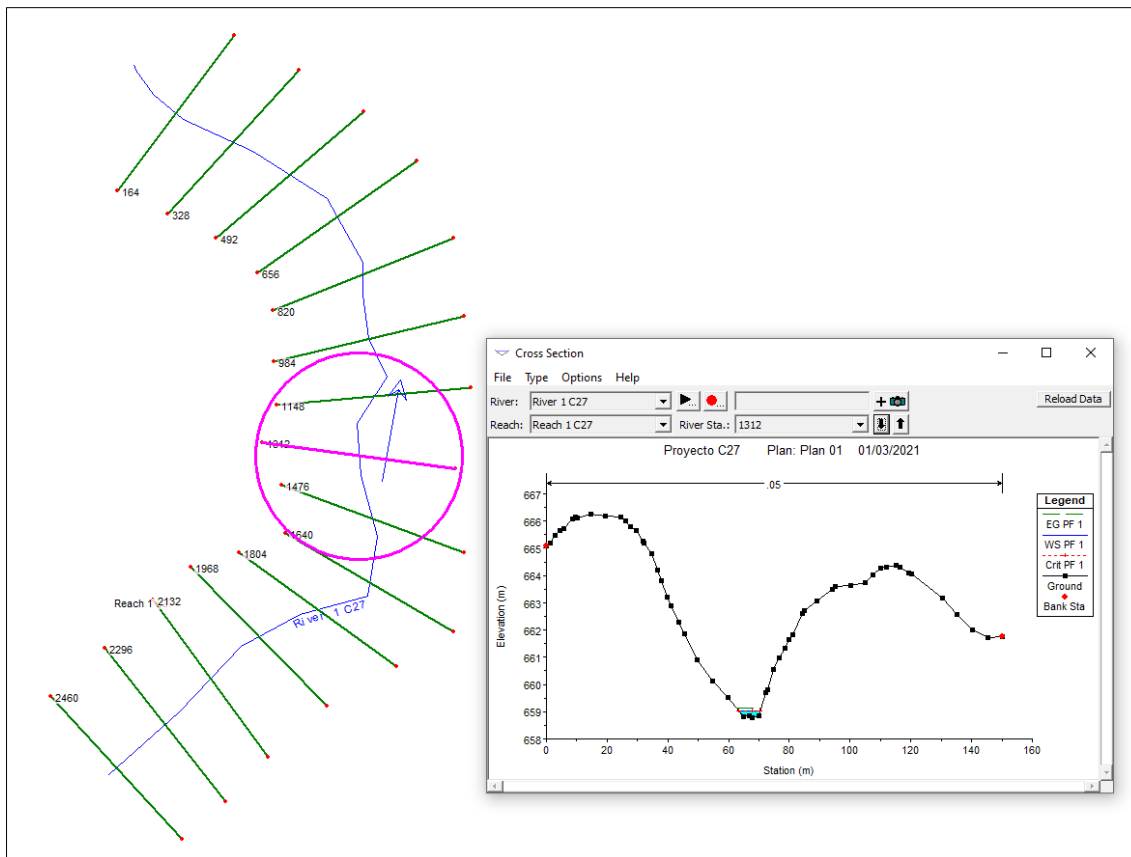 164
328
492
656
820
984
1148
1312
1476
1640
1804
1968
Reach 1
2132
2296
2460
River 1 C27
Cross Section
File Type Options Help
River: River 1 C27 ... ... + Reload Data
Reach: Reach 1 C27 River Sta.: 1312
Proyecto C27 Plan: Plan 01 01/03/2021
.05
667
666
665
664
663
662
661
660
659
658
Elevation (m)
0 20 40 60 80 100 120 140 160
Station (m)
Legend
EG PF 1
WS PF 1
Crit PF 1
Ground
Bank Sta